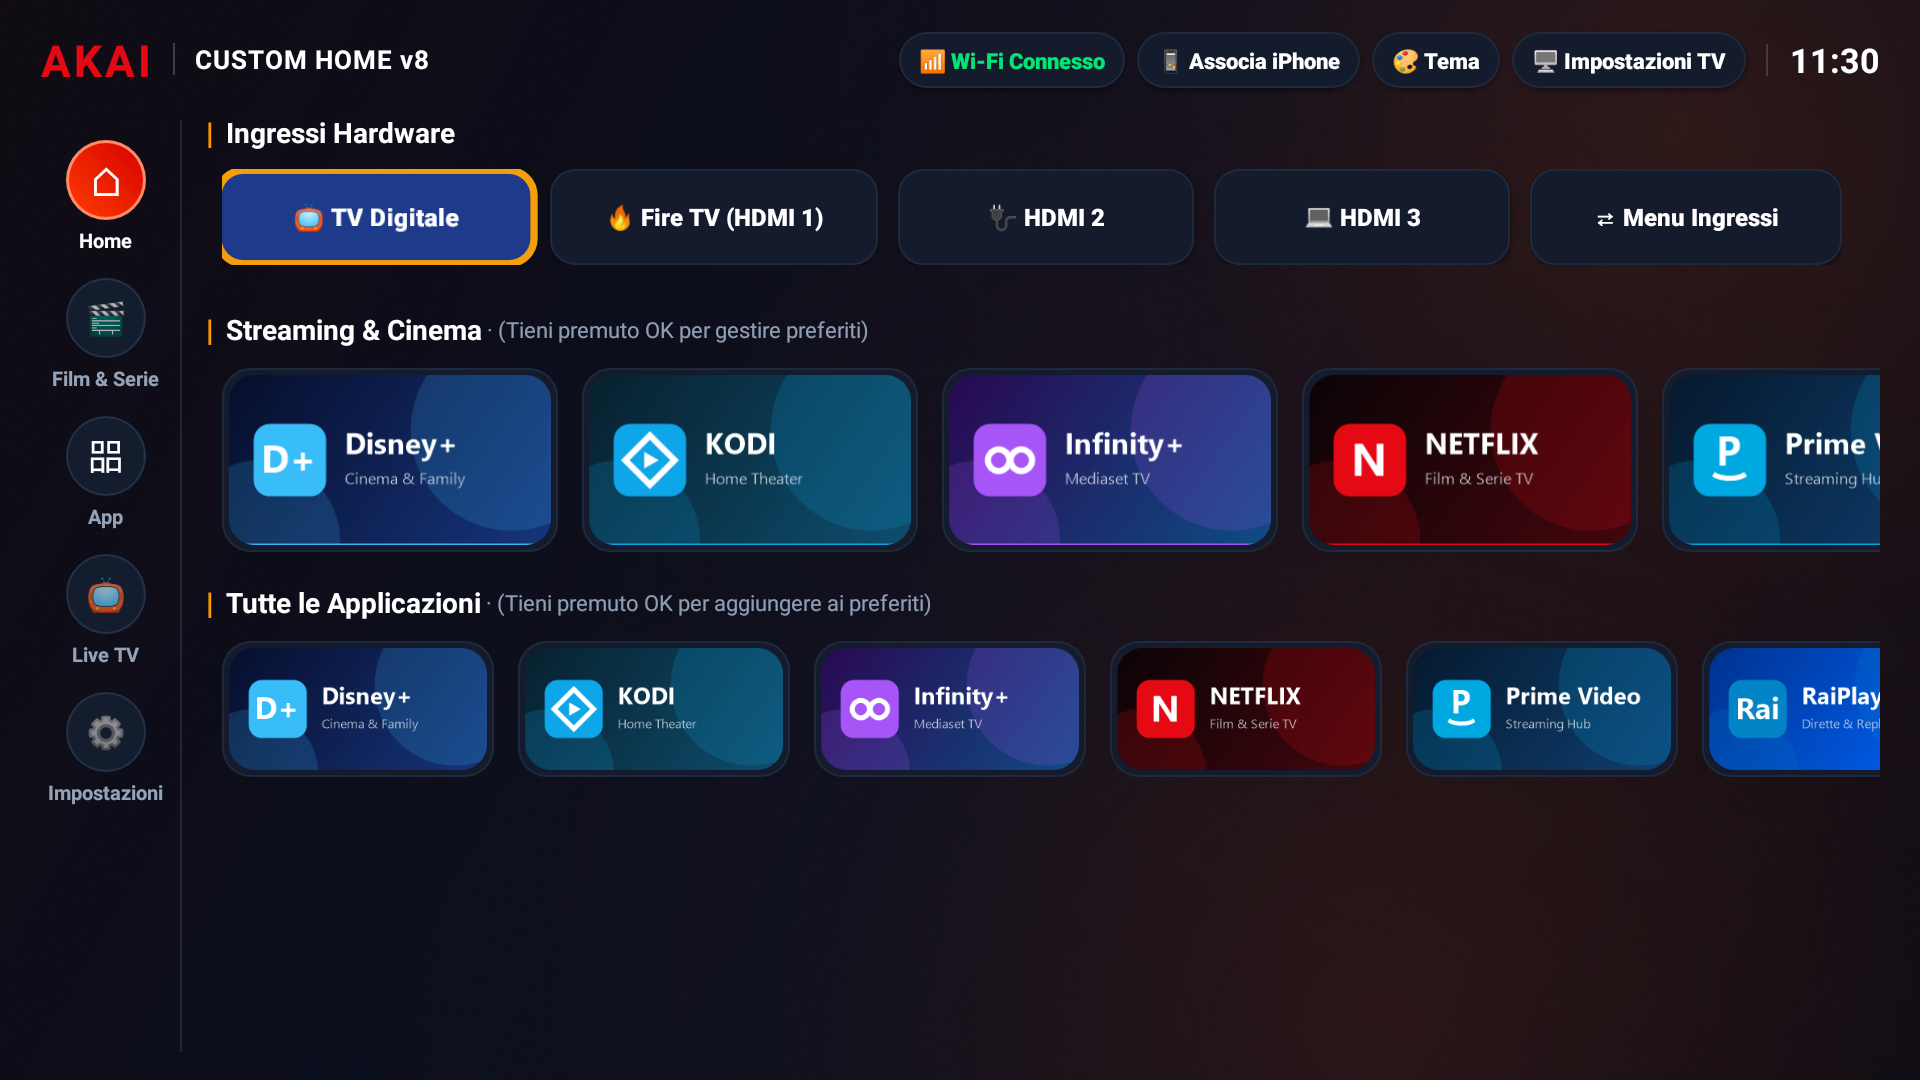 AKAI
CUSTOM HOME v8
Wi-Fi Connesso
Associa iPhone
Tema
Impostazioni TV
11:30
Home
Film & Serie
App
Live TV
Impostazioni
Ingressi Hardware
TV Digitale
Fire TV (HDMI 1)
HDMI 2
HDMI 3
Menu Ingressi
Streaming & Cinema · (Tieni premuto OK per gestire preferiti)
D+
Disney+
Cinema & Family
KODI
Home Theater
Infinity+
Mediaset TV
N
NETFLIX
Film & Serie TV
P
Prime
Streaming
Tutte le Applicazioni · (Tieni premuto OK per aggiungere ai preferiti)
D+
Disney+
Cinema & Family
KODI
Home Theater
Infinity+
Mediaset TV
N
NETFLIX
Film & Serie TV
P
Prime Video
Streaming Hub
Rai
RaiPlay
Dirette &